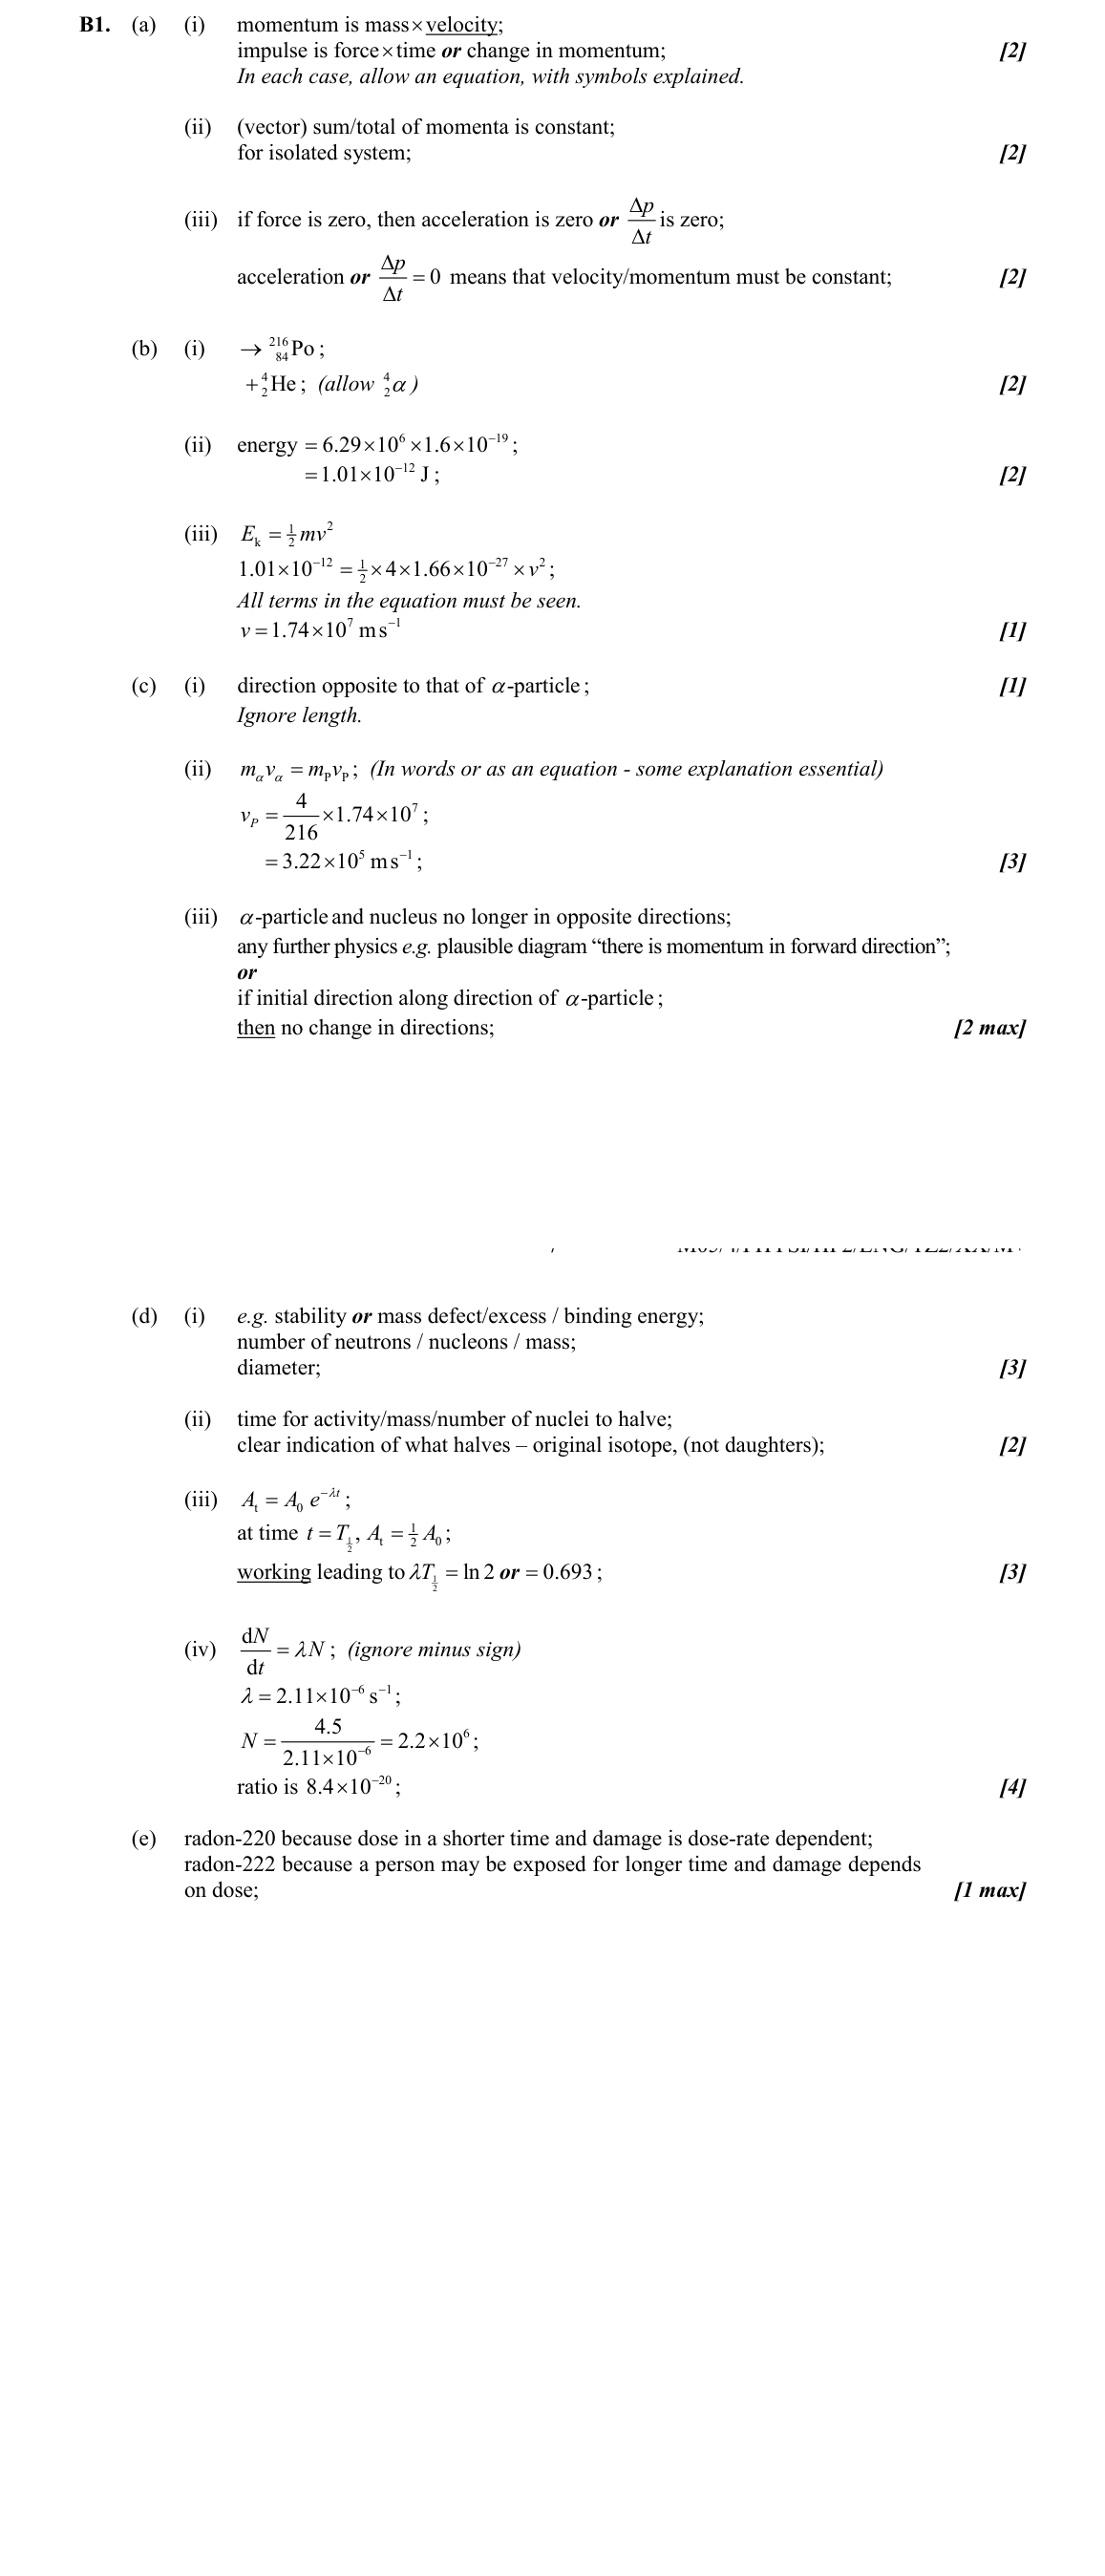 B1. (a) (i) momentum is mass×velocity;
impulse is force×time or change in momentum; [2]
In each case, allow an equation, with symbols explained.
(ii) (vector) sum/total of momenta is constant;
for isolated system; [2]
(iii) if force is zero, then acceleration is zero or Δp/Δt is zero;
acceleration or Δp/Δt = 0 means that velocity/momentum must be constant; [2]
(b) (i) → ²¹⁶₈₄Po ;
+ ⁴₂He ; (allow ⁴₂α ) [2]
(ii) energy = 6.29×10⁶ ×1.6×10⁻¹⁹ ;
= 1.01×10⁻¹² J ; [2]
(iii) Eₖ = ½ mv²
1.01×10⁻¹² = ½ × 4×1.66×10⁻²⁷ × v² ;
All terms in the equation must be seen.
v = 1.74×10⁷ m s⁻¹ [1]
(c) (i) direction opposite to that of α-particle ; [1]
Ignore length.
(ii) m_α v_α = m_P v_P ; (In words or as an equation - some explanation essential)
v_P = 4/216 ×1.74×10⁷ ;
= 3.22×10⁵ m s⁻¹ ; [3]
(iii) α-particle and nucleus no longer in opposite directions;
any further physics e.g. plausible diagram “there is momentum in forward direction”;
or
if initial direction along direction of α-particle ;
then no change in directions; [2 max]
(d) (i) e.g. stability or mass defect/excess / binding energy;
number of neutrons / nucleons / mass;
diameter; [3]
(ii) time for activity/mass/number of nuclei to halve;
clear indication of what halves – original isotope, (not daughters); [2]
(iii) Aₜ = A₀ e^(−λt) ;
at time t = T_½ , Aₜ = ½ A₀ ;
working leading to λT_½ = ln 2 or = 0.693 ; [3]
(iv) dN/dt = λN ; (ignore minus sign)
λ = 2.11×10⁻⁶ s⁻¹ ;
N = 4.5/2.11×10⁻⁶ = 2.2×10⁶ ;
ratio is 8.4×10⁻²⁰ ; [4]
(e) radon-220 because dose in a shorter time and damage is dose-rate dependent;
radon-222 because a person may be exposed for longer time and damage depends
on dose; [1 max]